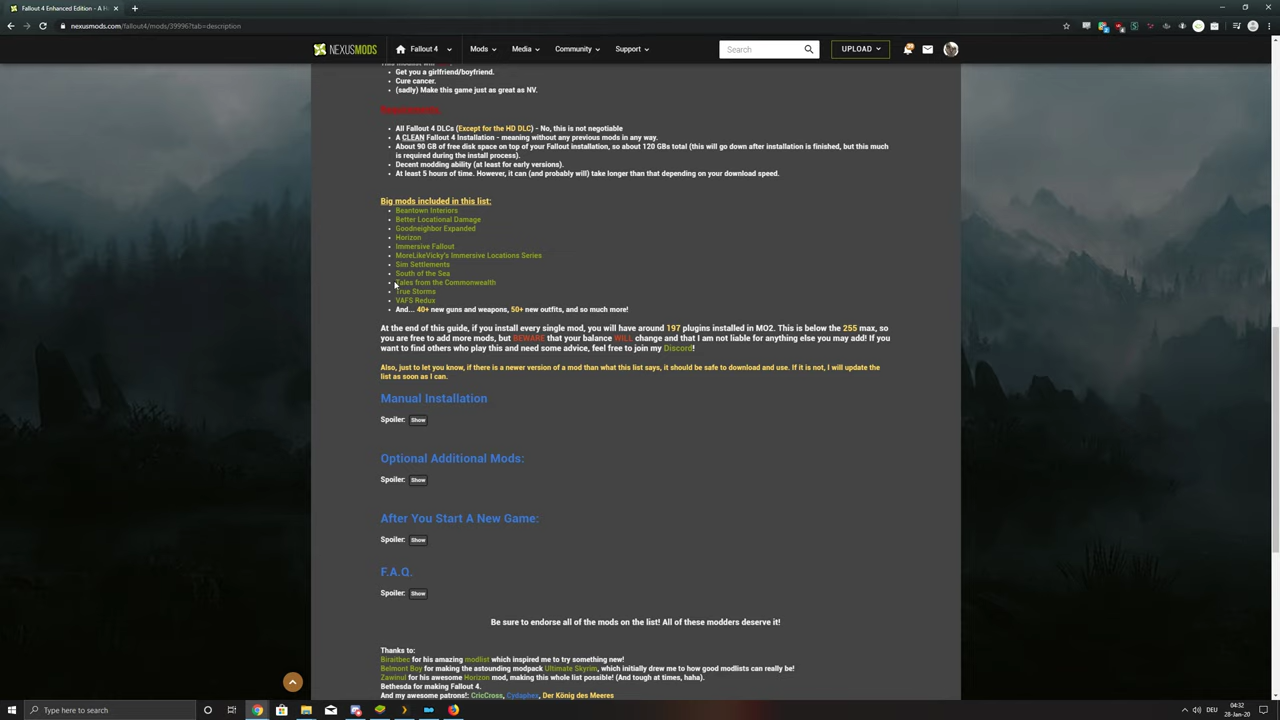 Fallout 4 Enhanced Edition - A H
nexusmods.com/fallout4/mods/39996?tab=description
NEXUSMODS
Fallout 4
Mods
Media
Community
Support
Search
UPLOAD
Get you a girlfriend/boyfriend.
Cure cancer.
(sadly) Make this game just as great as NV.
All Fallout 4 DLCs (Except for the HD DLC) - No, this is not negotiable
A CLEAN Fallout 4 Installation - meaning without any previous mods in any way.
About 90 GB of free disk space on top of your Fallout installation, so about 120 GBs total (this will go down after installation is finished, but this much
is required during the install process).
Decent modding ability (at least for early versions).
At least 5 hours of time. However, it can (and probably will) take longer than that depending on your download speed.
Big mods included in this list:
Beantown Interiors
Better Locational Damage
Goodneighbor Expanded
Horizon
Immersive Fallout
MoreLikeVicky's Immersive Locations Series
Sim Settlements
South of the Sea
Tales from the Commonwealth
True Storms
VAFS Redux
And... 40+ new guns and weapons, 50+ new outfits, and so much more!
At the end of this guide, if you install every single mod, you will have around 197 plugins installed in MO2. This is below the 255 max, so
you are free to add more mods, but BEWARE that your balance WILL change and that I am not liable for anything else you may add! If you
want to find others who play this and need some advice, feel free to join my Discord!
Also, just to let you know, if there is a newer version of a mod than what this list says, it should be safe to download and use. If it is not, I will update the
list as soon as I can.
Manual Installation
Spoiler: Show
Optional Additional Mods:
Spoiler: Show
After You Start A New Game:
Spoiler: Show
F.A.Q.
Spoiler: Show
Be sure to endorse all of the mods on the list! All of these modders deserve it!
Thanks to:
Biraitbec for his amazing modlist which inspired me to try something new!
Belmont Boy for making the astounding modpack Ultimate Skyrim, which initially drew me to how good modlists can really be!
Zawinul for his awesome Horizon mod, making this whole list possible! (And tough at times, haha).
Bethesda for making Fallout 4.
And my awesome patrons!: CricCross, Cydaphex, Der König des Meeres
Type here to search
DEU
04:32
28-Jan-20